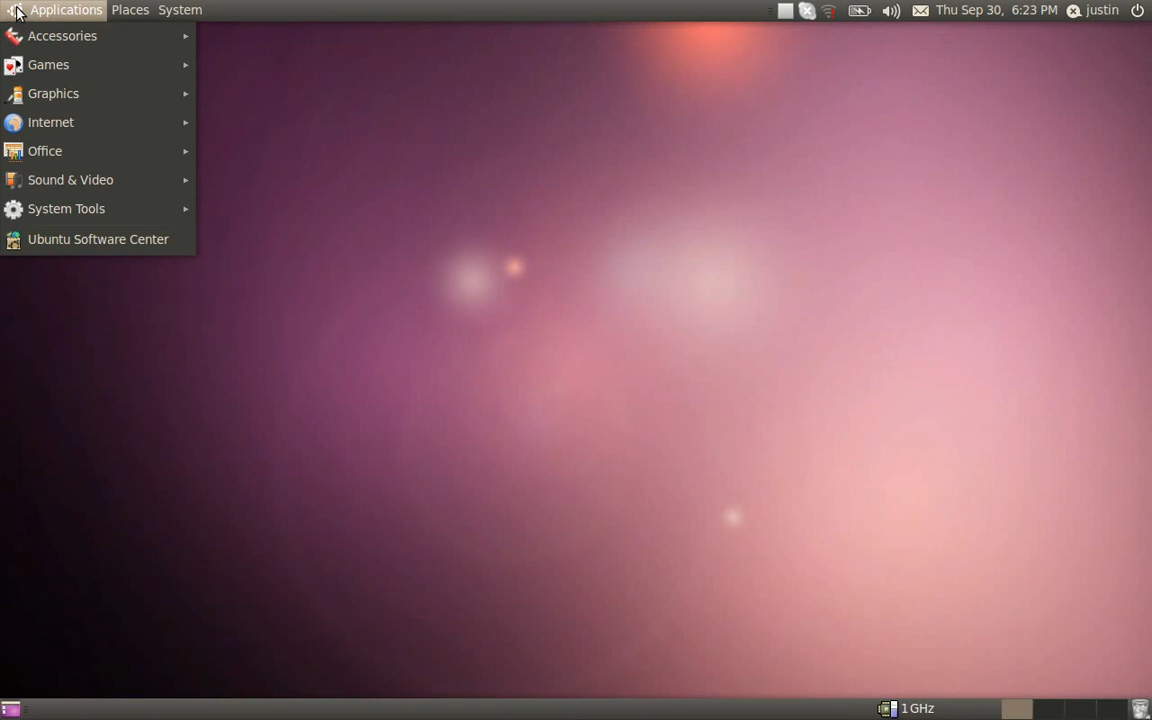 Applications Places System Thu Sep 30, 6:23 PM justin
Accessories
Games
Graphics
Internet
Office
Sound & Video
System Tools
Ubuntu Software Center
1 GHz